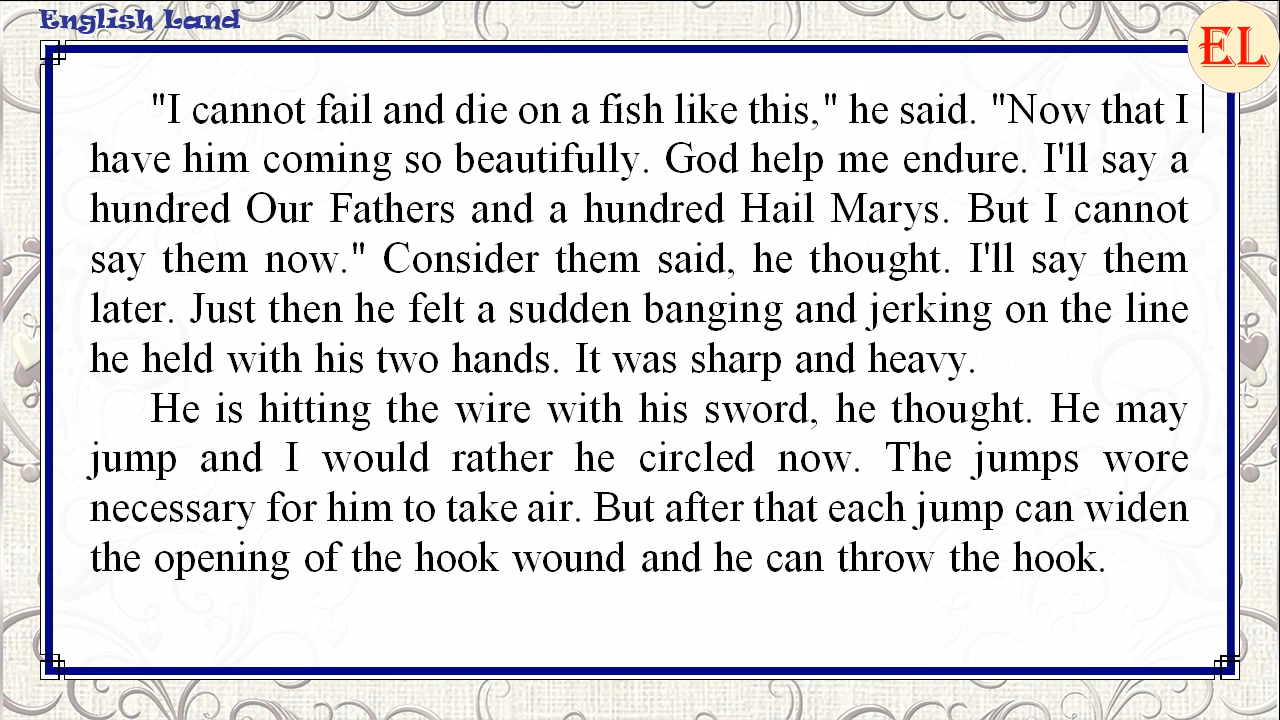 English Land
EL
"I cannot fail and die on a fish like this," he said. "Now that I
have him coming so beautifully. God help me endure. I'll say a
hundred Our Fathers and a hundred Hail Marys. But I cannot
say them now." Consider them said, he thought. I'll say them
later. Just then he felt a sudden banging and jerking on the line
he held with his two hands. It was sharp and heavy.
He is hitting the wire with his sword, he thought. He may
jump and I would rather he circled now. The jumps wore
necessary for him to take air. But after that each jump can widen
the opening of the hook wound and he can throw the hook.